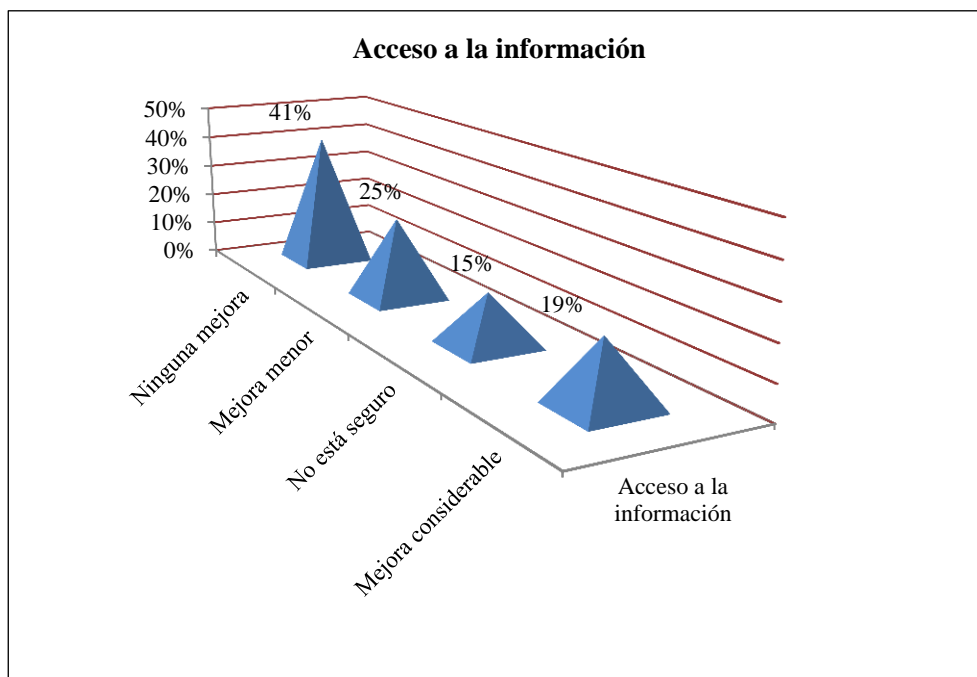 Acceso a la información
50%
40%
30%
20%
10%
0%
41%
25%
15%
19%
Ninguna mejora
Mejora menor
No está seguro
Mejora considerable
Acceso a la
información